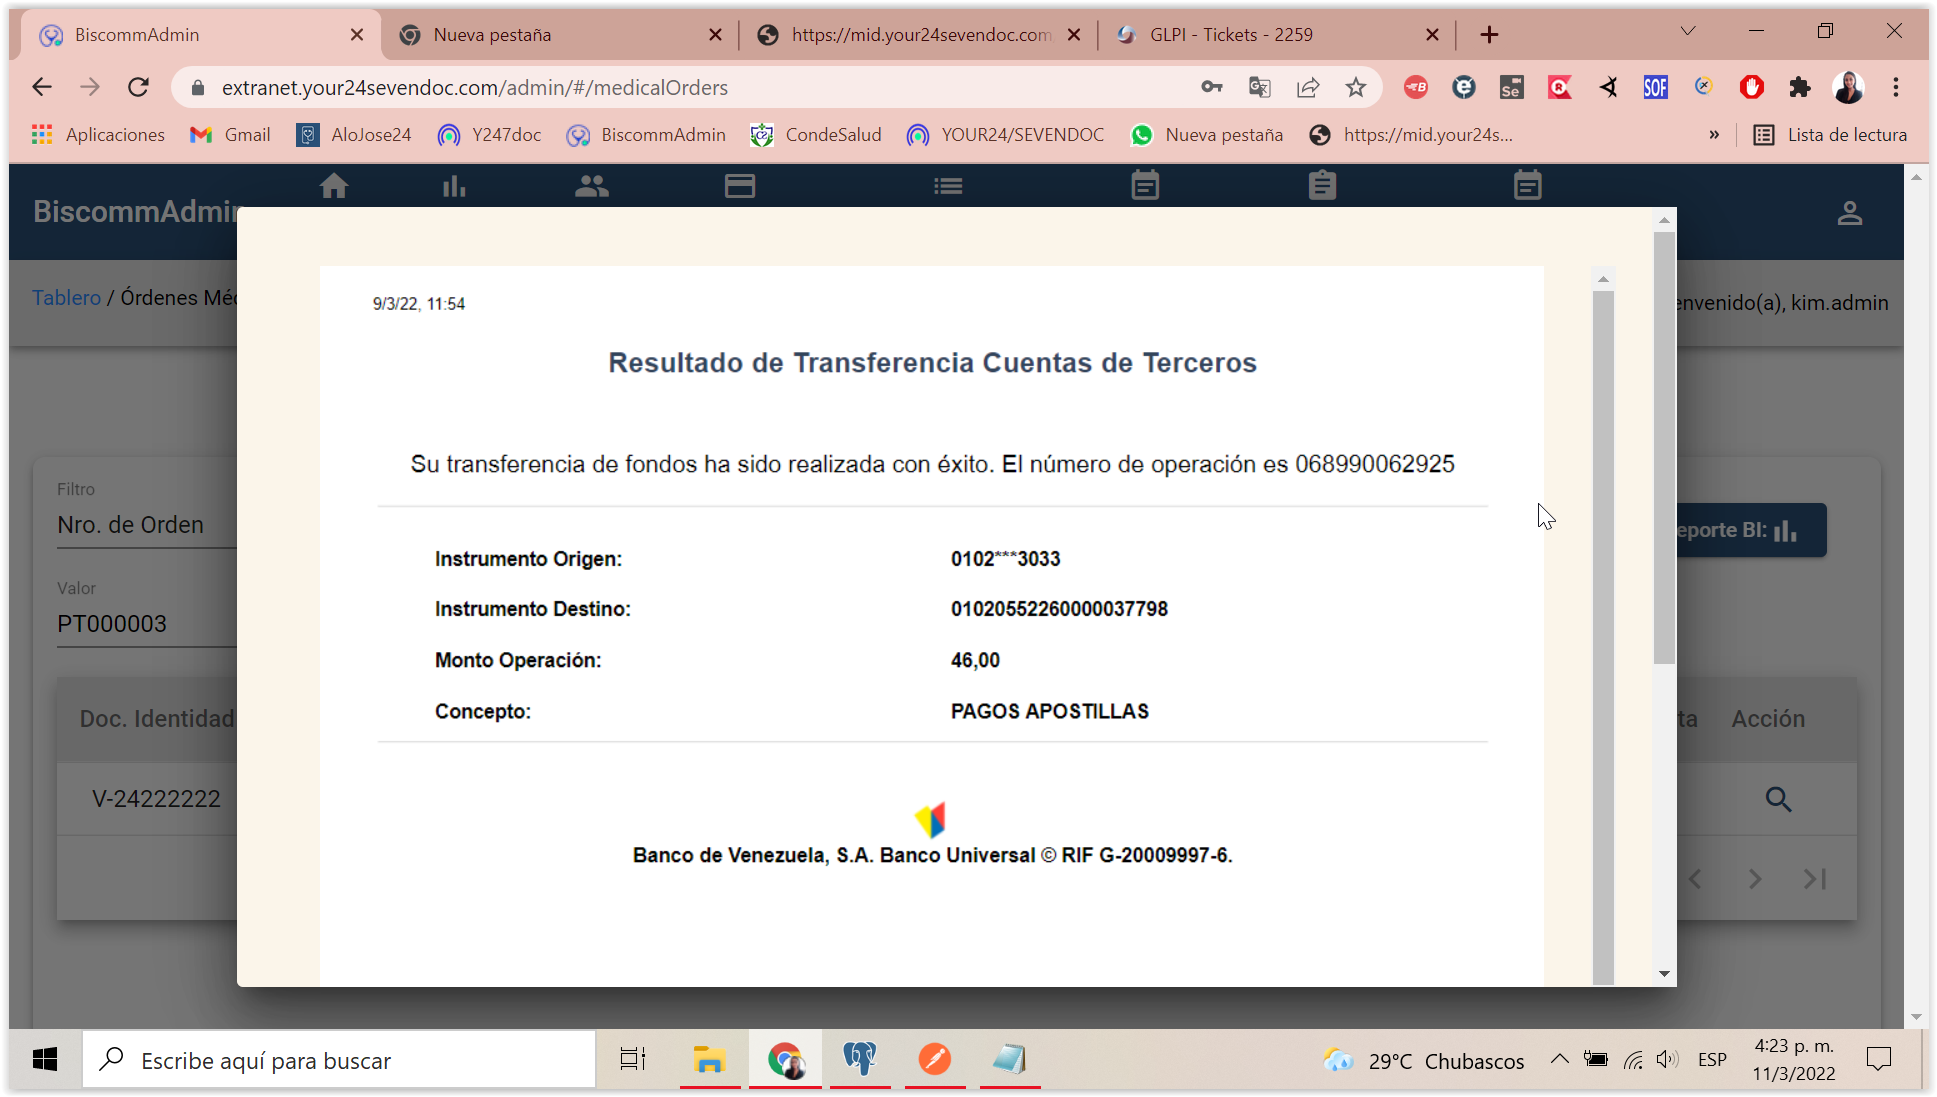 BiscommAdmin
Nueva pestaña
https://mid.your24sevendoc.com
GLPI - Tickets - 2259
extranet.your24sevendoc.com/admin/#/medicalOrders
Se
SOF
Aplicaciones
Gmail
AloJose24
Y247doc
BiscommAdmin
CondeSalud
YOUR24/SEVENDOC
Nueva pestaña
https://mid.your24s...
»
Lista de lectura
BiscommAdmin
Tablero / Órdenes Méd
envenido(a), kim.admin
9/3/22, 11:54
Resultado de Transferencia Cuentas de Terceros
Su transferencia de fondos ha sido realizada con éxito. El número de operación es 068990062925
Filtro
Nro. de Orden
eporte BI:
Instrumento Origen: 0102***3033
Valor
Instrumento Destino: 01020552260000037798
PT000003
Monto Operación: 46,00
Concepto: PAGOS APOSTILLAS
Doc. Identidad
ta Acción
V-24222222
Banco de Venezuela, S.A. Banco Universal © RIF G-20009997-6.
Escribe aquí para buscar
29°C Chubascos
ESP
4:23 p. m.
11/3/2022